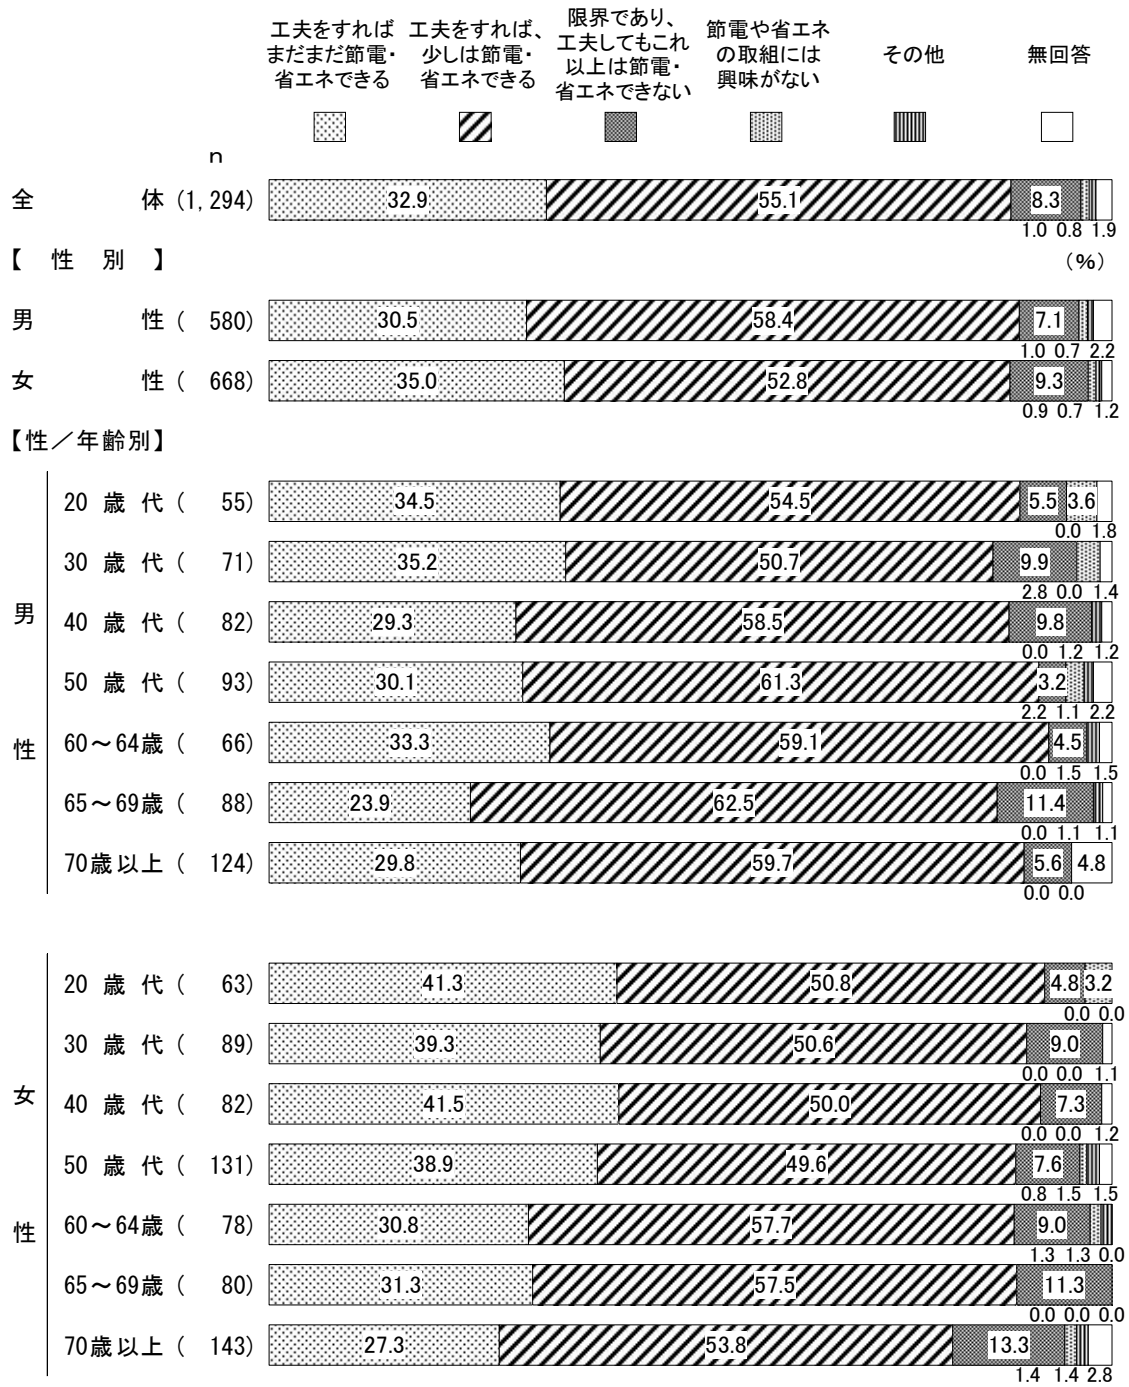 工夫をすれば
まだまだ節電・
省エネできる
工夫をすれば、
少しは節電・
省エネできる
限界であり、
工夫してもこれ
以上は節電・
省エネできない
節電や省エネ
の取組には
興味がない
その他
無回答
n
全体(1,294) 32.9 55.1 8.3
1.0 0.8 1.9
【性別】 (%)
男性(580) 30.5 58.4 7.1
1.0 0.7 2.2
女性(668) 35.0 52.8 9.3
0.9 0.7 1.2
【性/年齢別】
男性
20歳代(55) 34.5 54.5 5.5 3.6
0.0 1.8
30歳代(71) 35.2 50.7 9.9
2.8 0.0 1.4
40歳代(82) 29.3 58.5 9.8
0.0 1.2 1.2
50歳代(93) 30.1 61.3 3.2
2.2 1.1 2.2
60~64歳(66) 33.3 59.1 4.5
0.0 1.5 1.5
65~69歳(88) 23.9 62.5 11.4
0.0 1.1 1.1
70歳以上(124) 29.8 59.7 5.6 4.8
0.0 0.0
女性
20歳代(63) 41.3 50.8 4.8 3.2
0.0 0.0
30歳代(89) 39.3 50.6 9.0
0.0 0.0 1.1
40歳代(82) 41.5 50.0 7.3
0.0 0.0 1.2
50歳代(131) 38.9 49.6 7.6
0.8 1.5 1.5
60~64歳(78) 30.8 57.7 9.0
1.3 1.3 0.0
65~69歳(80) 31.3 57.5 11.3
0.0 0.0 0.0
70歳以上(143) 27.3 53.8 13.3
1.4 1.4 2.8